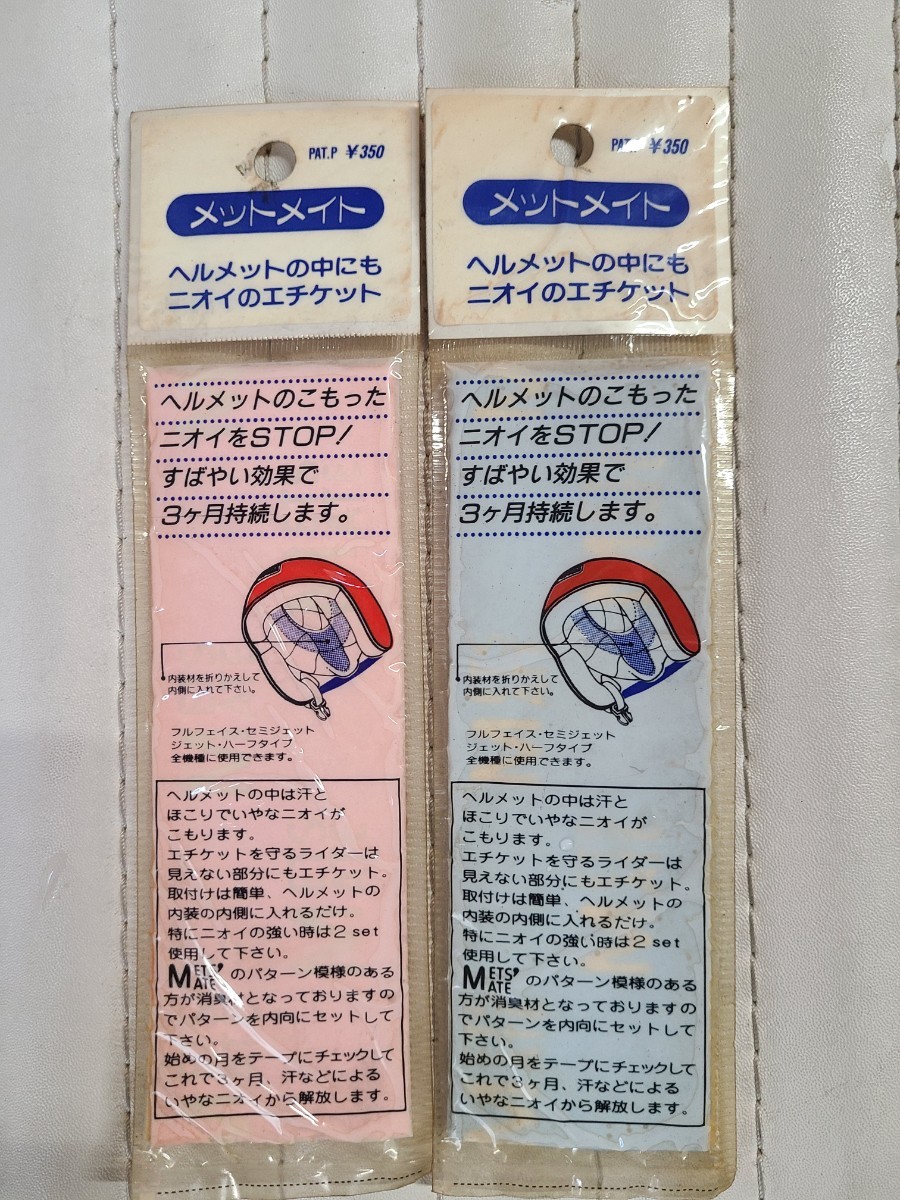 PAT.P ¥350
メットメイト
ヘルメットの中にも
ニオイのエチケット
ヘルメットのこもった
ニオイをSTOP!
すばやい効果で
3ヶ月持続します。
内装材を折りかえして
内側に入れて下さい。
フルフェイス・セミジェット
ジェット・ハーフタイプ
全機種に使用できます。
ヘルメットの中は汗と
ほこりでいやなニオイが
こもります。
エチケットを守るライダーは
見えない部分にもエチケット。
取付けは簡単、ヘルメットの
内装の内側に入れるだけ。
特にニオイの強い時は2 set
使用して下さい。
METS' MATE のパターン模様のある
方が消臭材となっておりますの
でパターンを内向にセットして
下さい。
始めの月をテープにチェックして
これで3ヶ月、汗などによる
いやなニオイから解放します。
PAT.P ¥350
メットメイト
ヘルメットの中にも
ニオイのエチケット
ヘルメットのこもった
ニオイをSTOP!
すばやい効果で
3ヶ月持続します。
内装材を折りかえして
内側に入れて下さい。
フルフェイス・セミジェット
ジェット・ハーフタイプ
全機種に使用できます。
ヘルメットの中は汗と
ほこりでいやなニオイが
こもります。
エチケットを守るライダーは
見えない部分にもエチケット。
取付けは簡単、ヘルメットの
内装の内側に入れるだけ。
特にニオイの強い時は2 set
使用して下さい。
METS' MATE のパターン模様のある
方が消臭材となっておりますの
でパターンを内向にセットして
下さい。
始めの月をテープにチェックして
これで3ヶ月、汗などによる
いやなニオイから解放します。